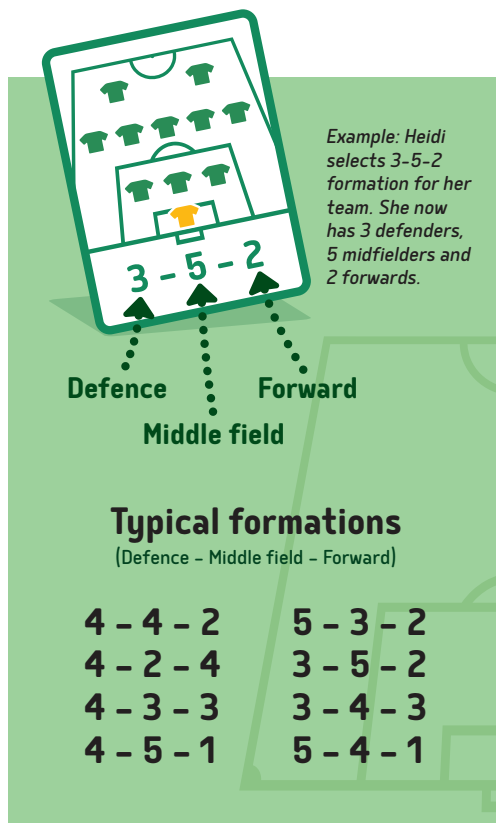 Example: Heidi
selects 3-5-2
formation for her
team. She now
has 3 defenders,
5 midfielders and
2 forwards.
3 - 5 - 2
Defence
Forward
Middle field
Typical formations
(Defence – Middle field – Forward)
4 – 4 – 2
4 – 2 – 4
4 – 3 – 3
4 – 5 – 1
5 – 3 – 2
3 – 5 – 2
3 – 4 – 3
5 – 4 – 1